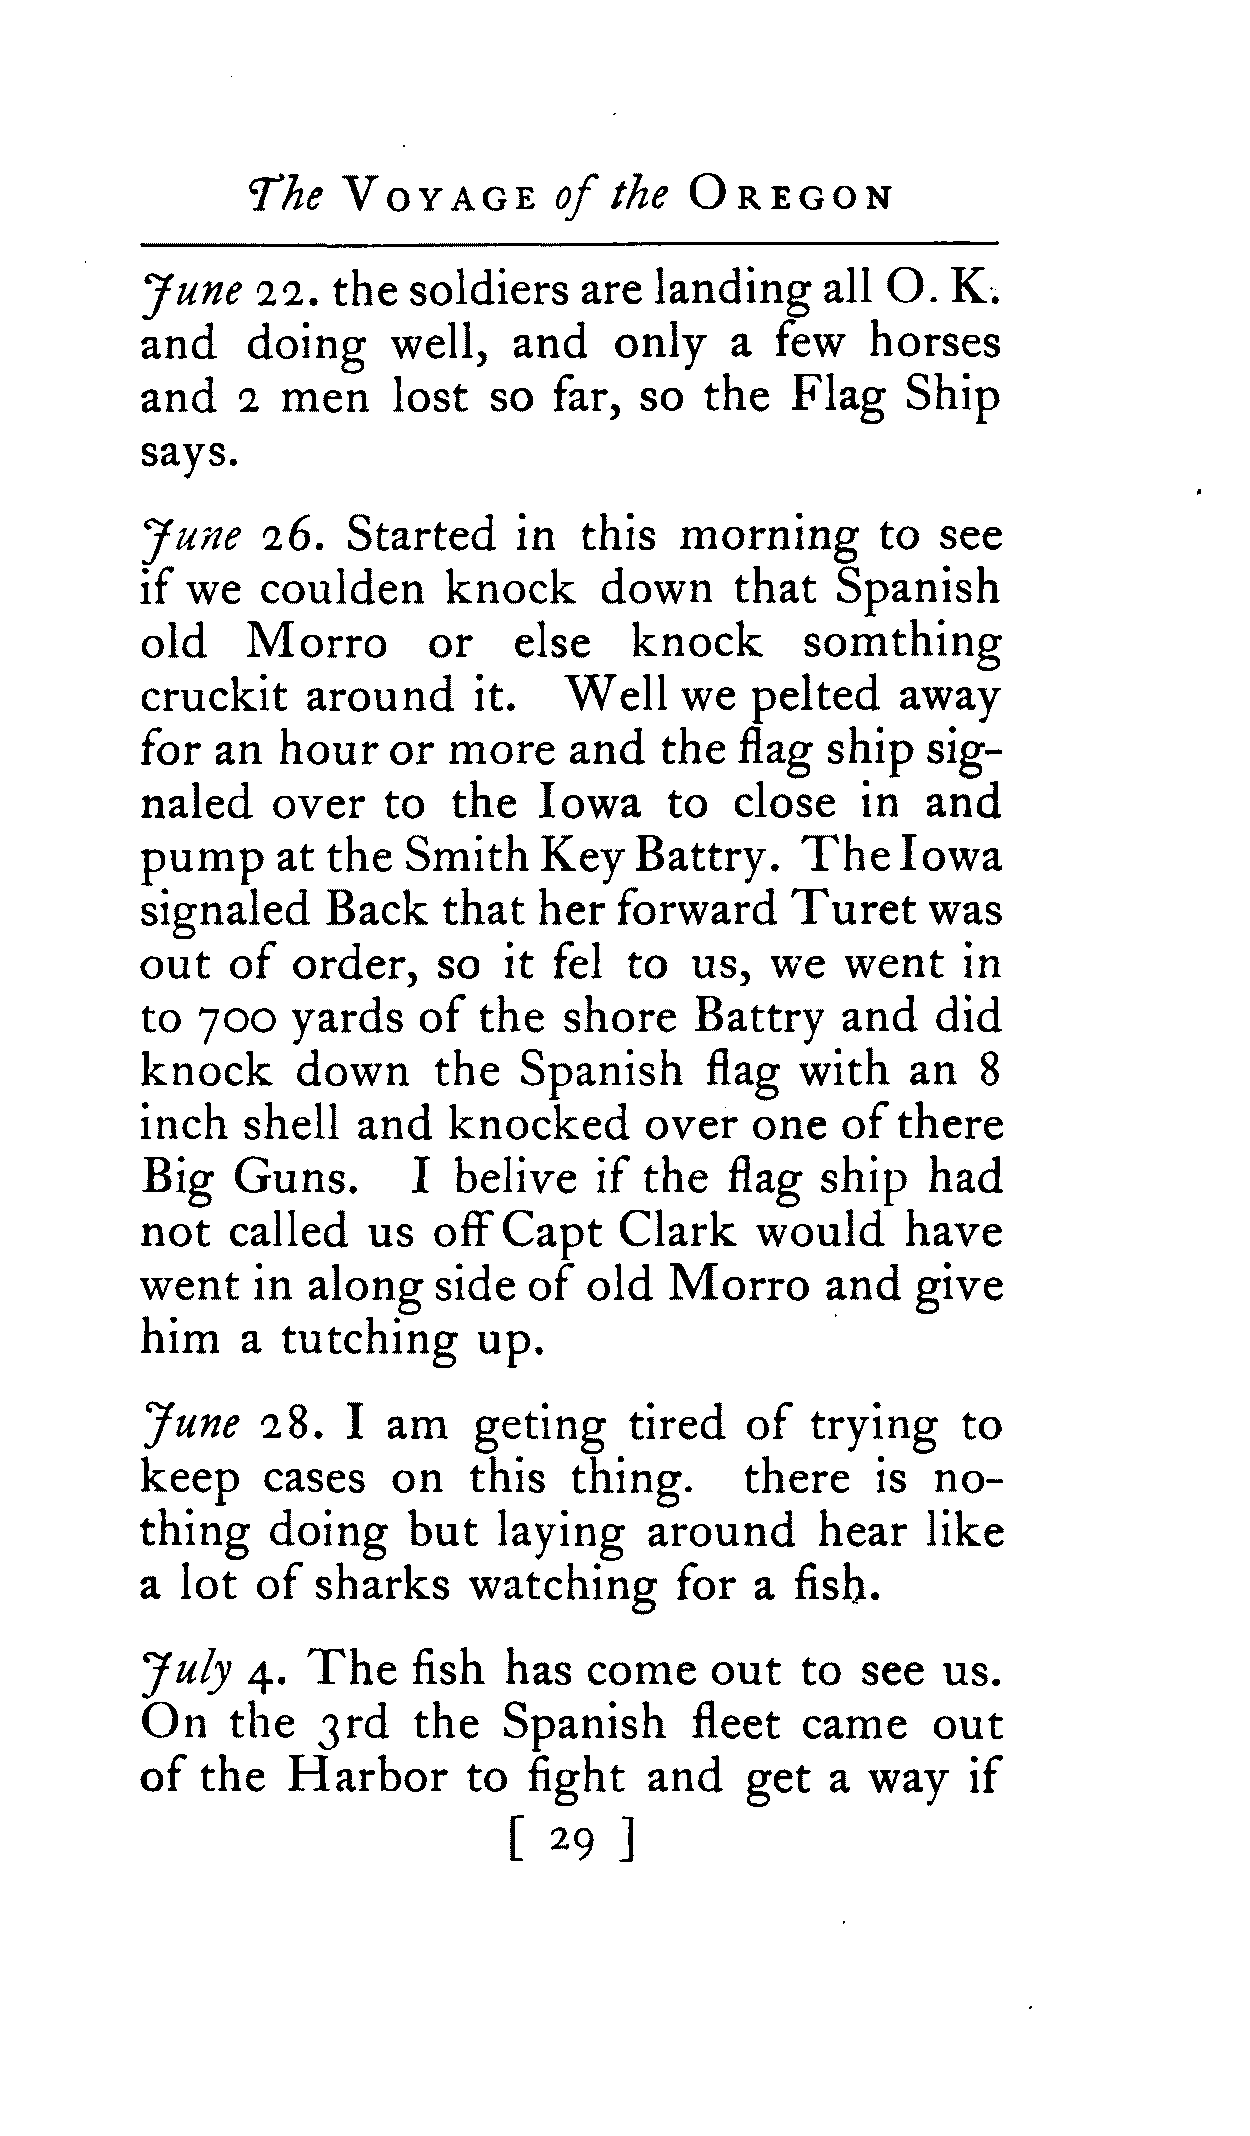 The VOYAGE of the OREGON
June 22. the soldiers are landing all O. K.
and doing well, and only a few horses
and 2 men lost so far, so the Flag Ship
says.
June 26. Started in this morning to see
if we coulden knock down that Spanish
old Morro or else knock somthing
cruckit around it. Well we pelted away
for an hour or more and the flag ship sig-
naled over to the Iowa to close in and
pump at the Smith Key Battry. The Iowa
signaled Back that her forward Turet was
out of order, so it fel to us, we went in
to 700 yards of the shore Battry and did
knock down the Spanish flag with an 8
inch shell and knocked over one of there
Big Guns. I belive if the flag ship had
not called us off Capt Clark would have
went in along side of old Morro and give
him a tutching up.
June 28. I am geting tired of trying to
keep cases on this thing. there is no-
thing doing but laying around hear like
a lot of sharks watching for a fish.
July 4. The fish has come out to see us.
On the 3rd the Spanish fleet came out
of the Harbor to fight and get a way if
[ 29 ]